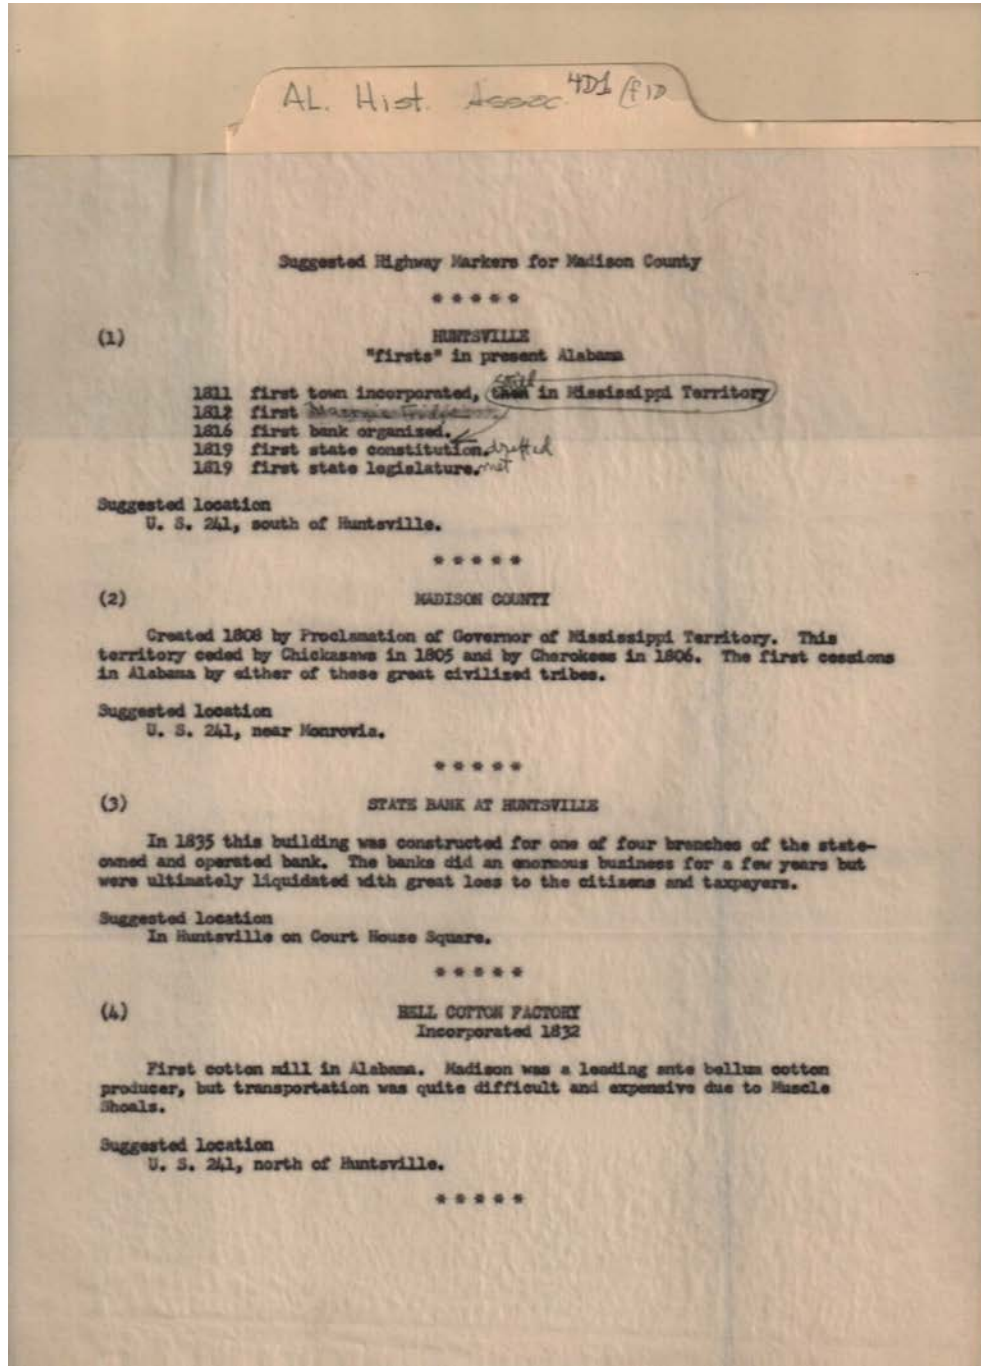 AL. Hist. Assoc. 4D1 (f10
Suggested Highway Markers for Madison County
* * * * *
(1) HUNTSVILLE
"firsts" in present Alabama
1811 first town incorporated, then in Mississippi Territory
1812 first
1816 first bank organized.
1819 first state constitution. drafted
1819 first state legislature. met
Suggested location
U. S. 241, south of Huntsville.
* * * * *
(2) MADISON COUNTY
Created 1808 by Proclamation of Governor of Mississippi Territory. This
territory ceded by Chickasaws in 1805 and by Cherokees in 1806. The first cessions
in Alabama by either of these great civilized tribes.
Suggested location
U. S. 241, near Monrovia.
* * * * *
(3) STATE BANK AT HUNTSVILLE
In 1835 this building was constructed for one of four branches of the state-
owned and operated bank. The banks did an enormous business for a few years but
were ultimately liquidated with great loss to the citizens and taxpayers.
Suggested location
In Huntsville on Court House Square.
* * * * *
(4) BELL COTTON FACTORY
Incorporated 1832
First cotton mill in Alabama. Madison was a leading ante bellum cotton
producer, but transportation was quite difficult and expensive due to Muscle
Shoals.
Suggested location
U. S. 241, north of Huntsville.
* * * * *